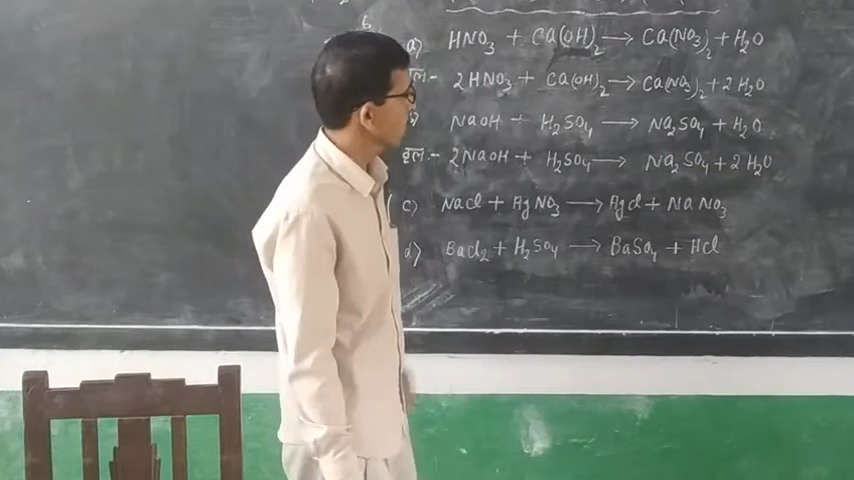 a) HNO₃ + Ca(OH)₂ → Ca(NO₃)₂ + H₂O
हल:- 2HNO₃ + Ca(OH)₂ → Ca(NO₃)₂ + 2H₂O
b) NaOH + H₂SO₄ → Na₂SO₄ + H₂O
हल:- 2NaOH + H₂SO₄ → Na₂SO₄ + 2H₂O
c) NaCl + AgNO₃ → AgCl + NaNO₃
d) BaCl₂ + H₂SO₄ → BaSO₄ + HCl